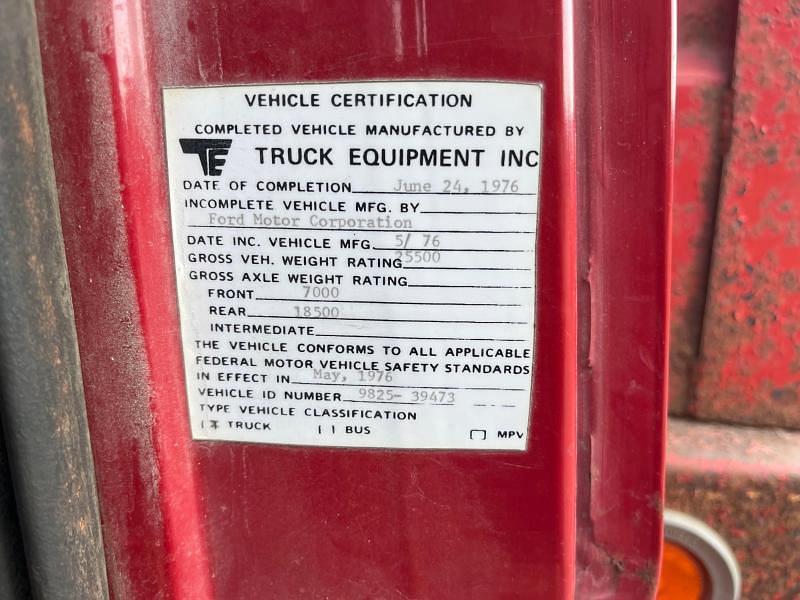 VEHICLE CERTIFICATION
COMPLETED VEHICLE MANUFACTURED BY
TE TRUCK EQUIPMENT INC
DATE OF COMPLETION June 24, 1976
INCOMPLETE VEHICLE MFG. BY
Ford Motor Corporation
DATE INC. VEHICLE MFG. 5/ 76
GROSS VEH. WEIGHT RATING 25500
GROSS AXLE WEIGHT RATING
FRONT 7000
REAR 18500
INTERMEDIATE
THE VEHICLE CONFORMS TO ALL APPLICABLE
FEDERAL MOTOR VEHICLE SAFETY STANDARDS
IN EFFECT IN May, 1976
VEHICLE ID NUMBER 9825- 39473
TYPE VEHICLE CLASSIFICATION
[X TRUCK [ ] BUS [ ] MPV